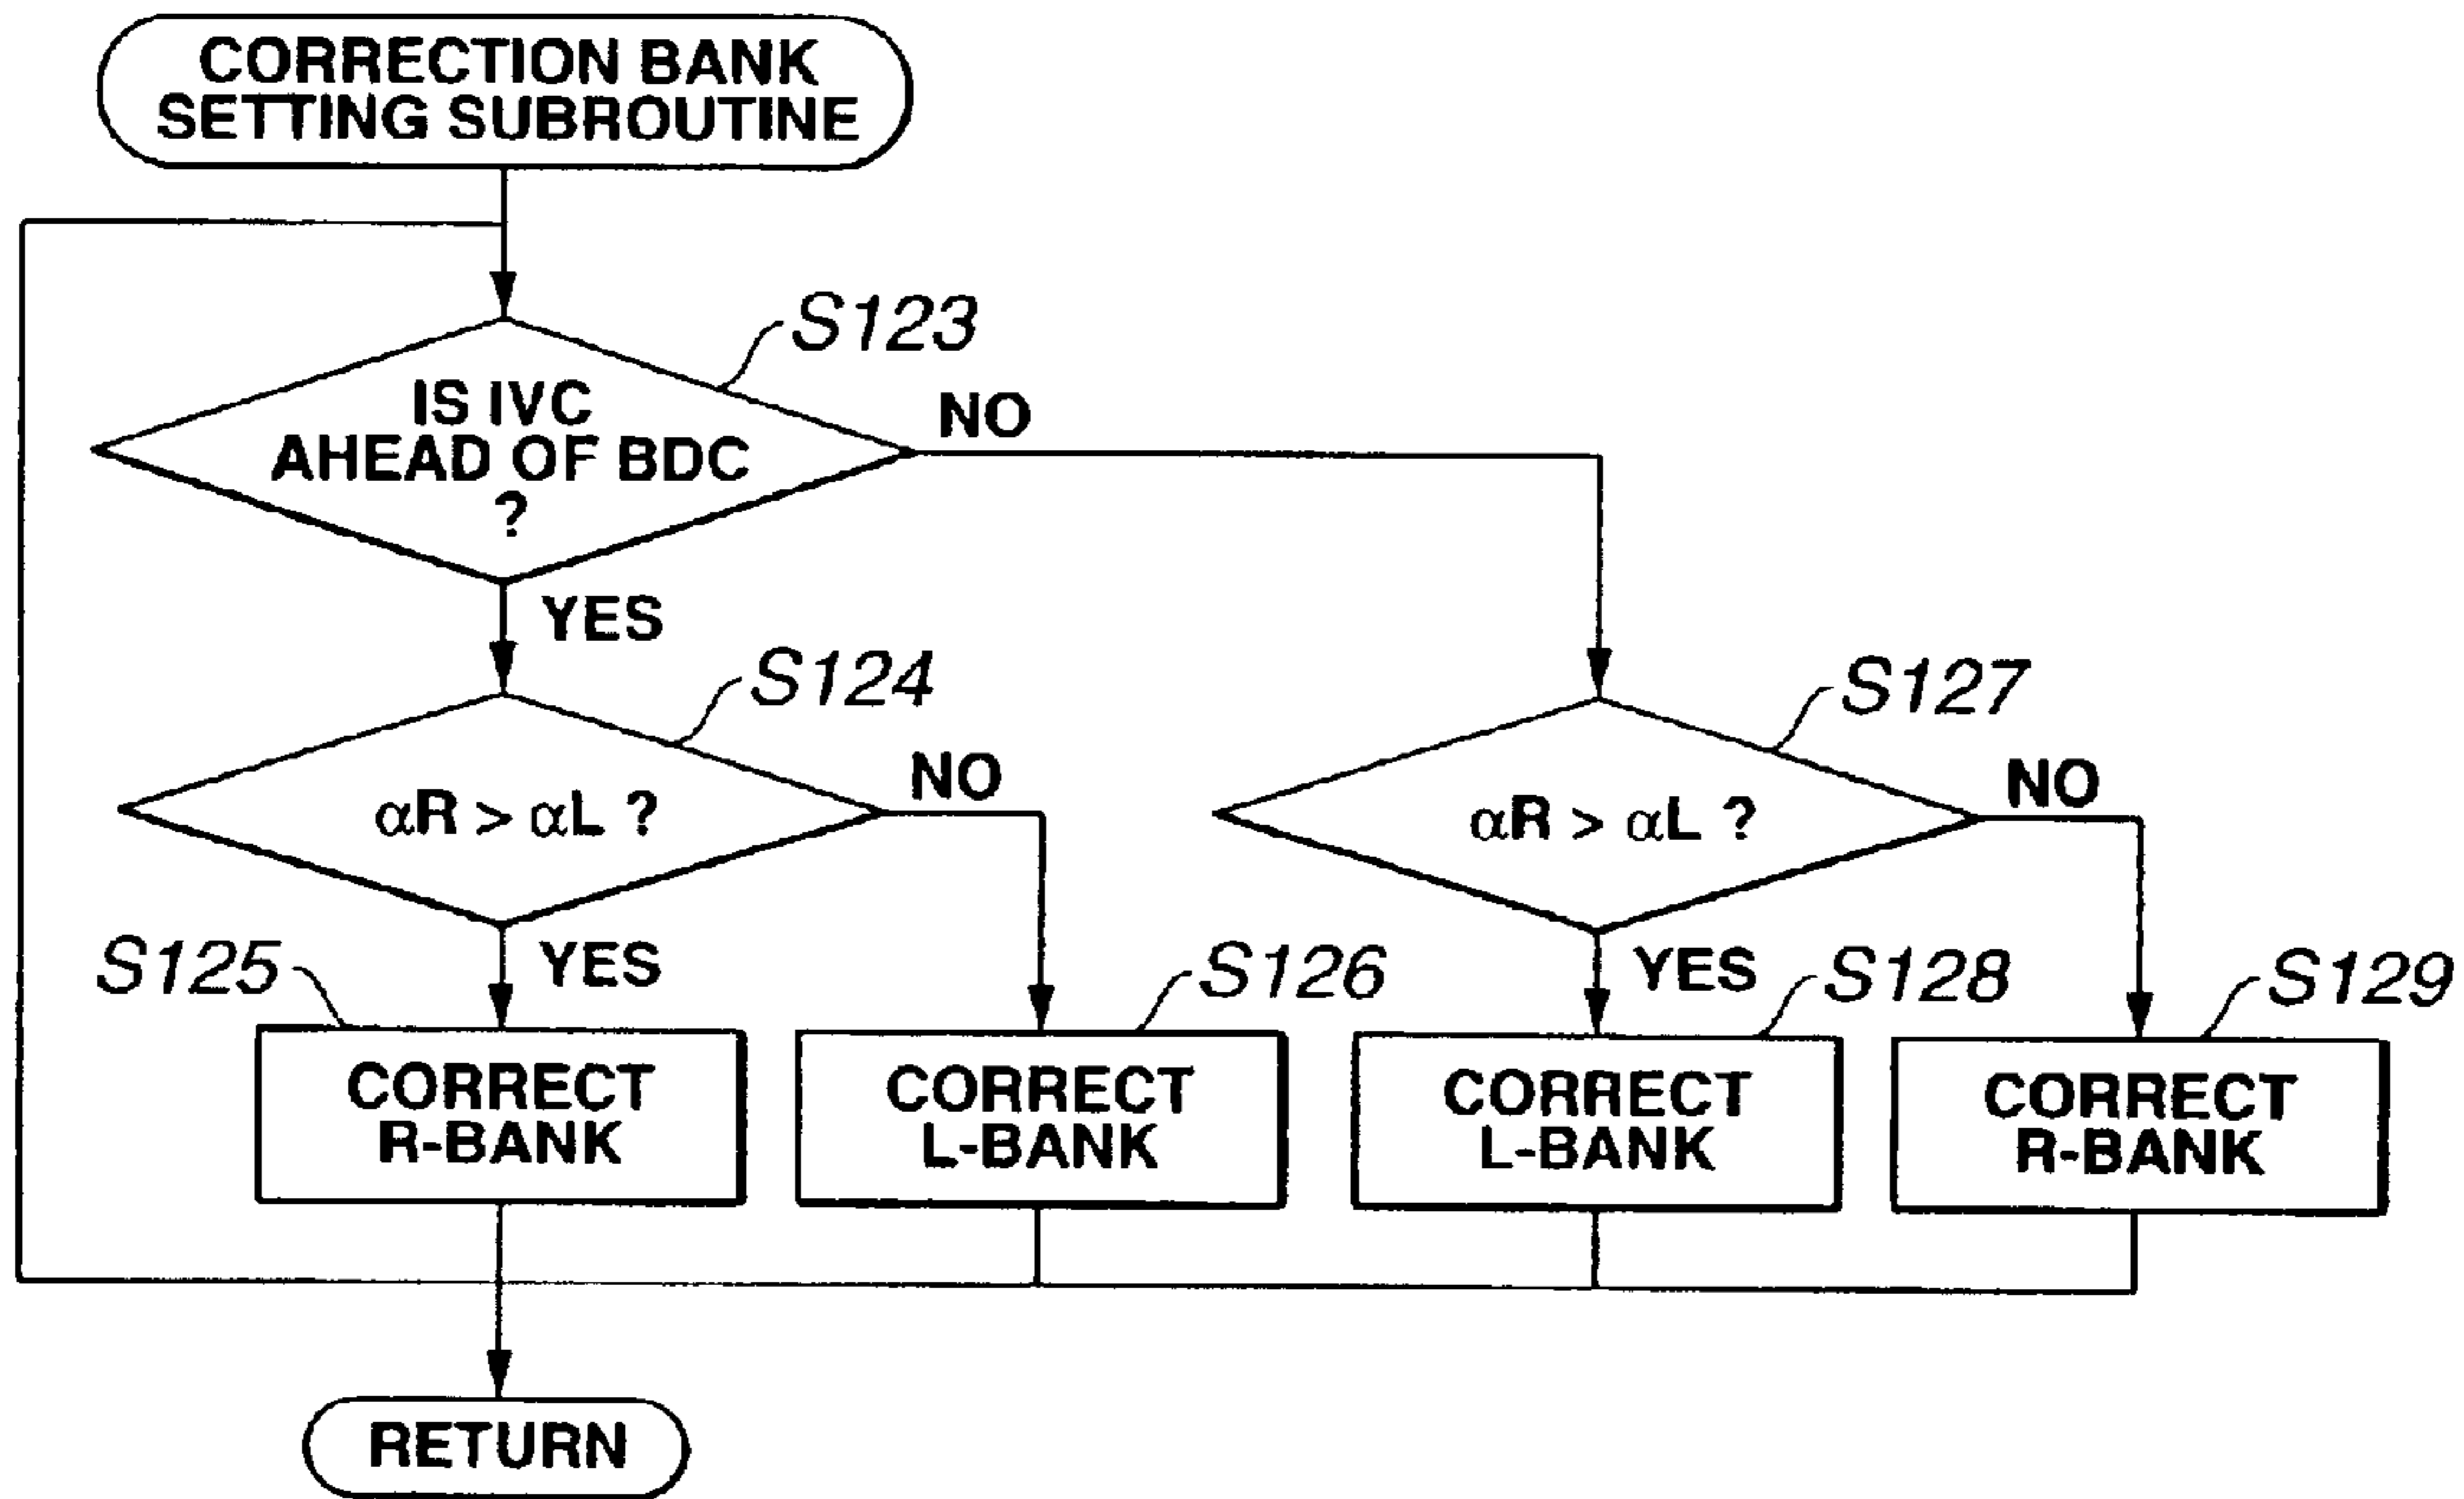 CORRECTION BANK
SETTING SUBROUTINE
S123
IS IVC
AHEAD OF BDC
?
NO
YES
S124
αR > αL ?
NO
YES
S127
αR > αL ?
NO
YES
S125
CORRECT
R-BANK
S126
CORRECT
L-BANK
S128
CORRECT
L-BANK
S129
CORRECT
R-BANK
RETURN